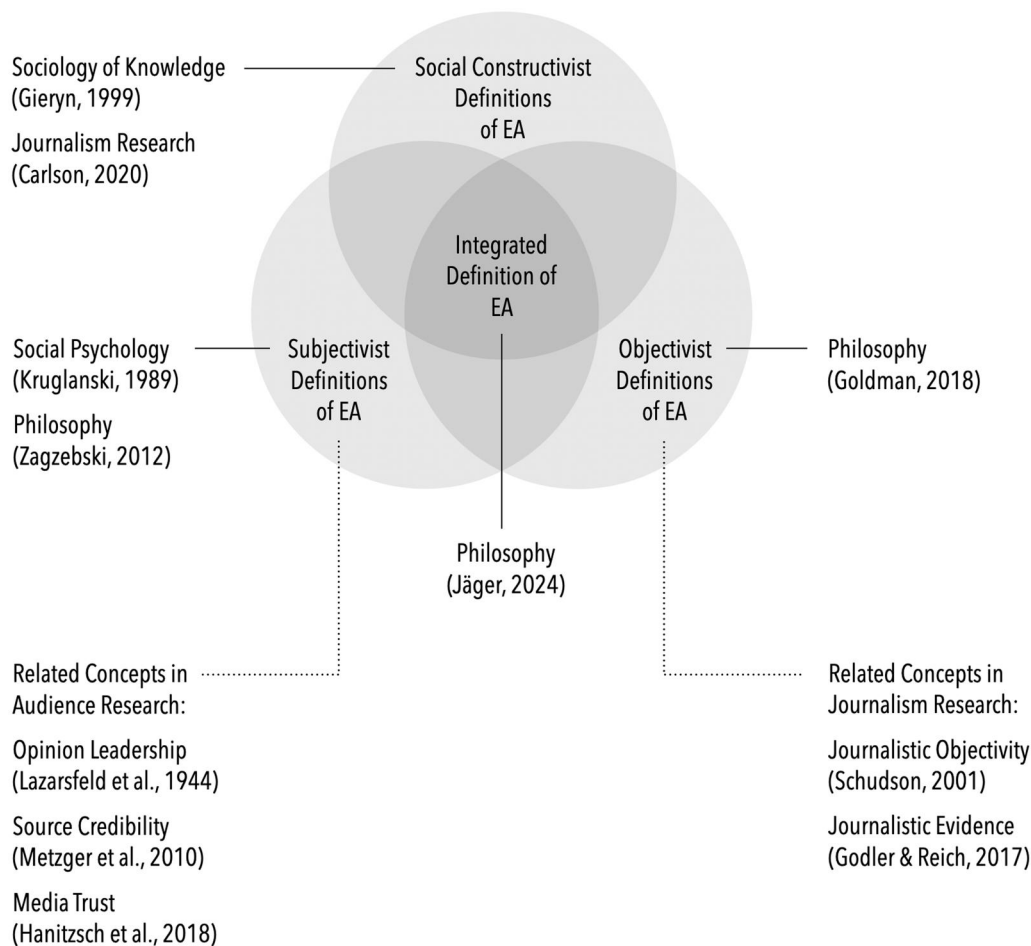 Sociology of Knowledge
(Gieryn, 1999)
Journalism Research
(Carlson, 2020)
Social Constructivist
Definitions
of EA
Integrated
Definition of
EA
Social Psychology
(Kruglanski, 1989)
Philosophy
(Zagzebski, 2012)
Subjectivist
Definitions
of EA
Objectivist
Definitions
of EA
Philosophy
(Goldman, 2018)
Philosophy
(Jäger, 2024)
Related Concepts in
Audience Research:
Opinion Leadership
(Lazarsfeld et al., 1944)
Source Credibility
(Metzger et al., 2010)
Media Trust
(Hanitzsch et al., 2018)
Related Concepts in
Journalism Research:
Journalistic Objectivity
(Schudson, 2001)
Journalistic Evidence
(Godler & Reich, 2017)